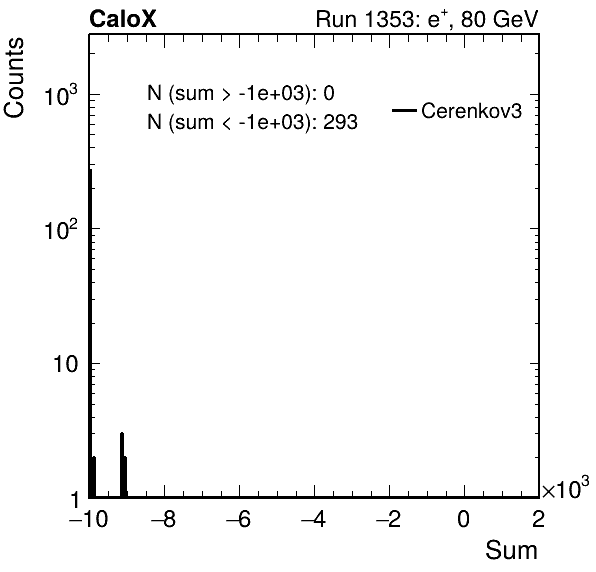 CaloX Run 1353: e⁺, 80 GeV
Counts
N (sum > -1e+03): 0
N (sum < -1e+03): 293
Cerenkov3
10³
10²
10
1
×10³
−10 −8 −6 −4 −2 0 2
Sum